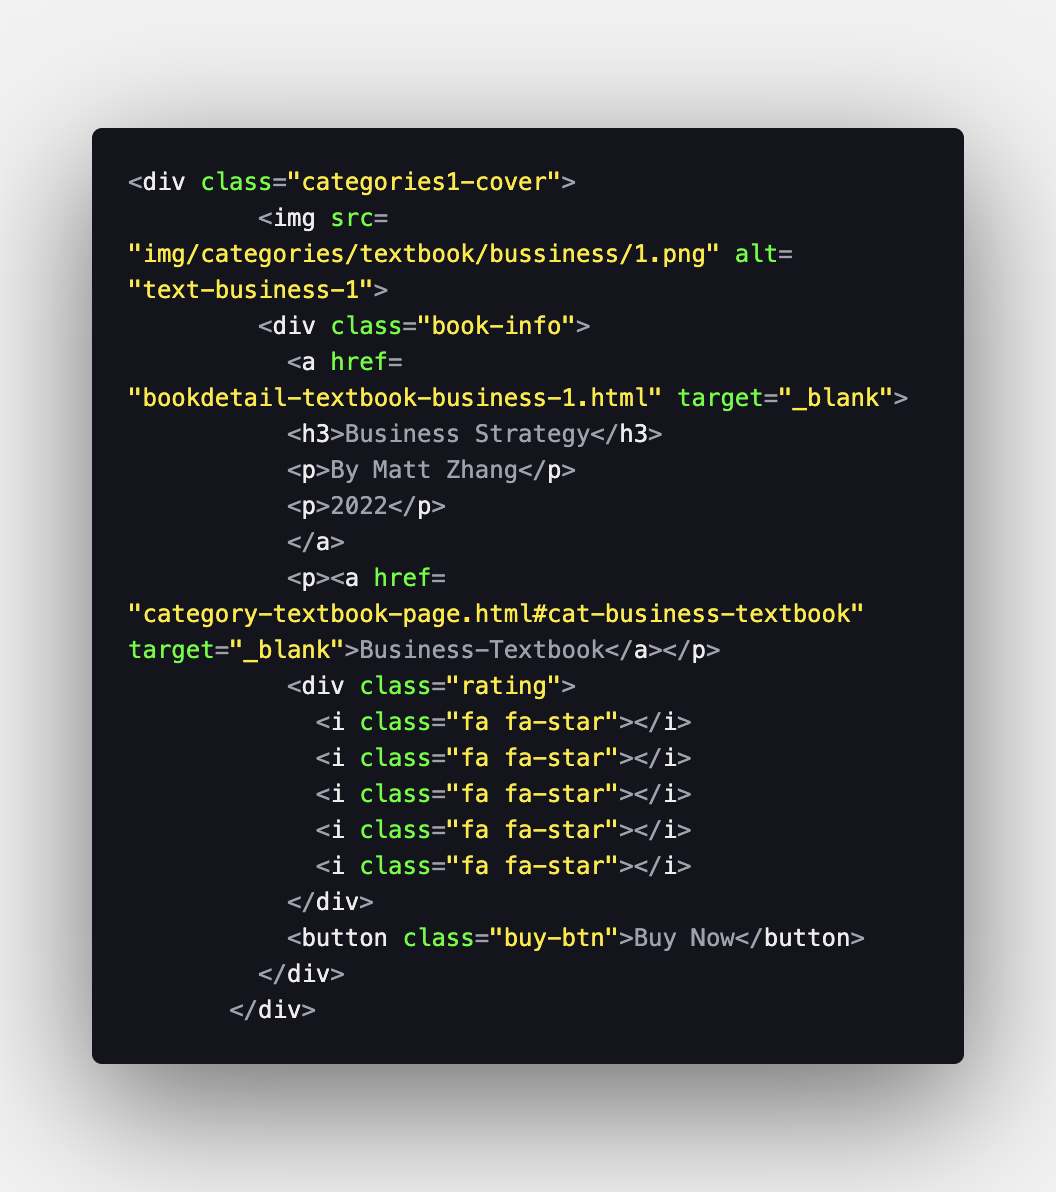 <div class="categories1-cover">
<img src=
"img/categories/textbook/bussiness/1.png" alt=
"text-business-1">
<div class="book-info">
<a href=
"bookdetail-textbook-business-1.html" target="_blank">
<h3>Business Strategy</h3>
<p>By Matt Zhang</p>
<p>2022</p>
</a>
<p><a href=
"category-textbook-page.html#cat-business-textbook"
target="_blank">Business-Textbook</a></p>
<div class="rating">
<i class="fa fa-star"></i>
<i class="fa fa-star"></i>
<i class="fa fa-star"></i>
<i class="fa fa-star"></i>
<i class="fa fa-star"></i>
</div>
<button class="buy-btn">Buy Now</button>
</div>
</div>